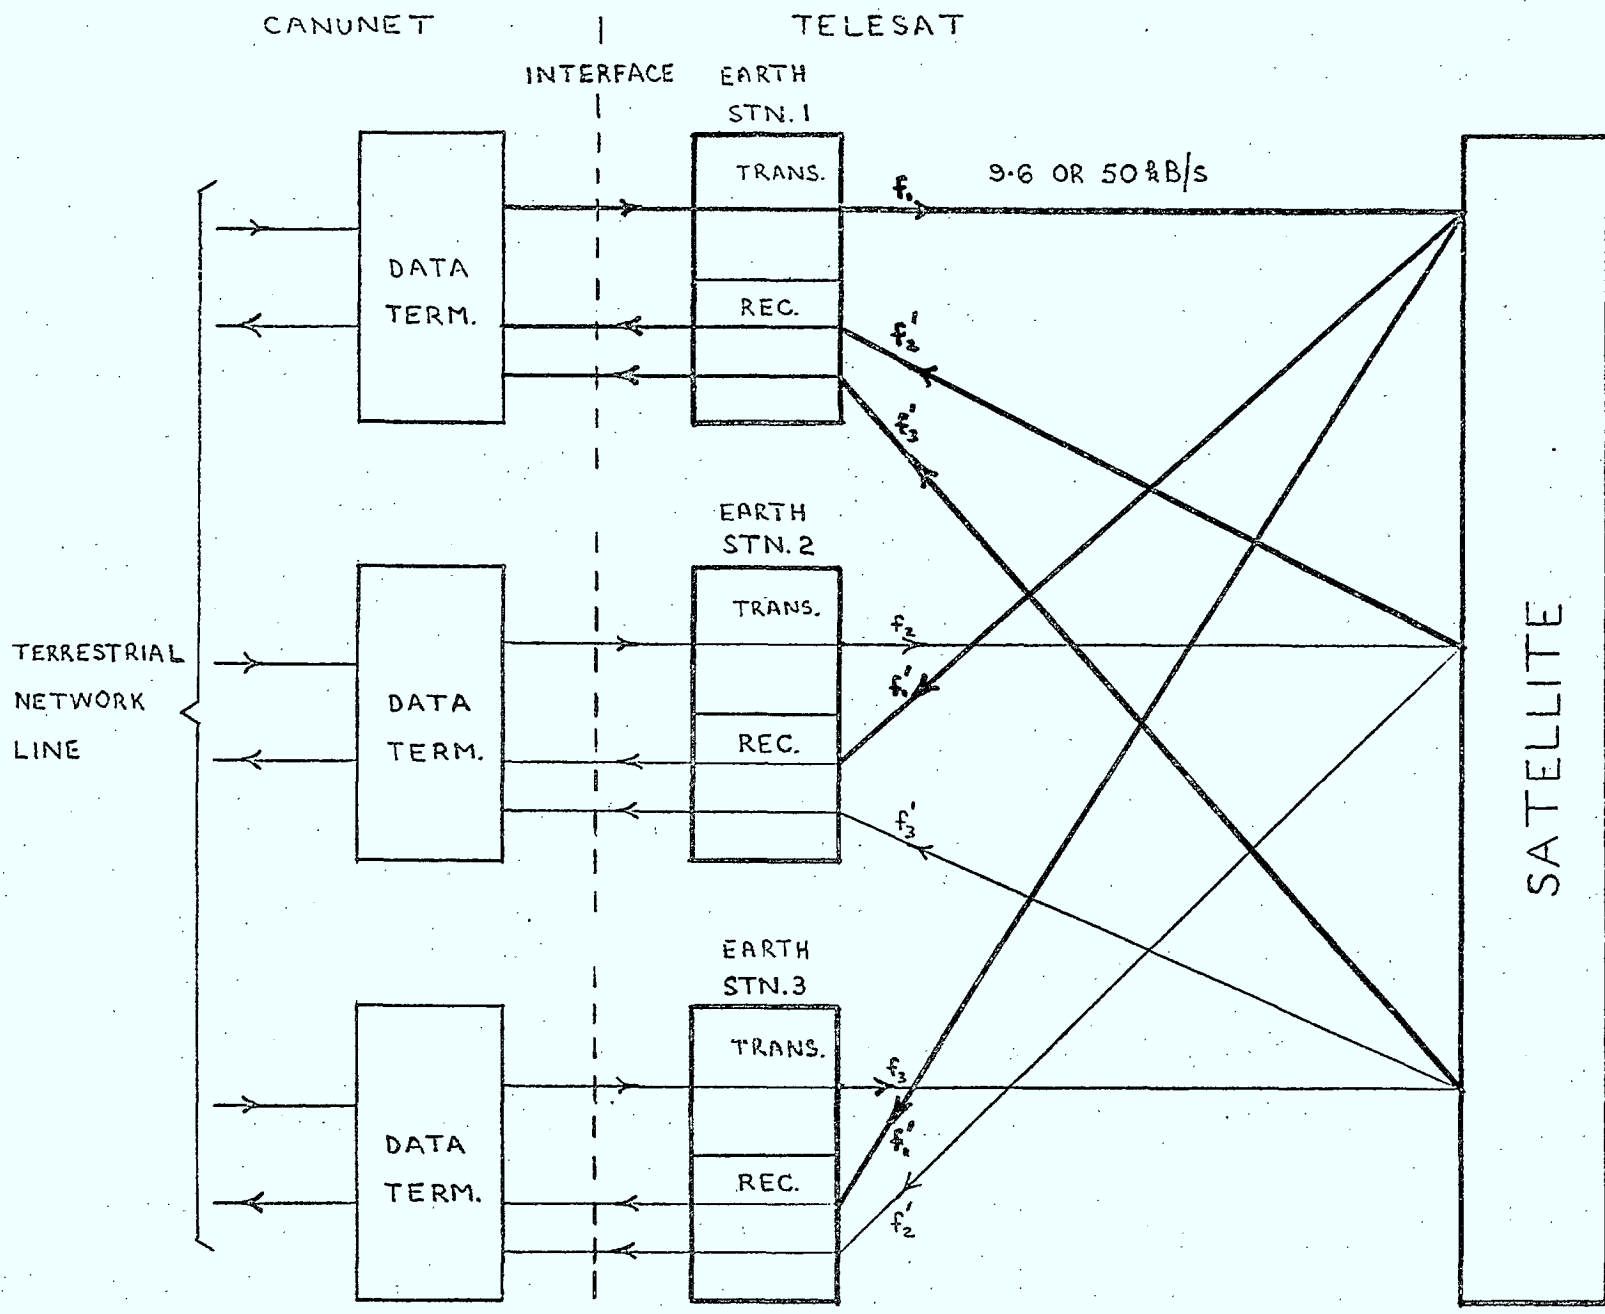 CANUNET
TELESAT
INTERFACE
EARTH
STN. 1
TRANS.
f₁
9.6 OR 50 kB/s
DATA
TERM.
REC.
f₂'
f₃'
EARTH
STN. 2
TRANS.
f₂
TERRESTRIAL
NETWORK
LINE
DATA
TERM.
f₁'
REC.
f₃'
SATELLITE
EARTH
STN. 3
TRANS.
f₃
f₁'
DATA
TERM.
REC.
f₂'